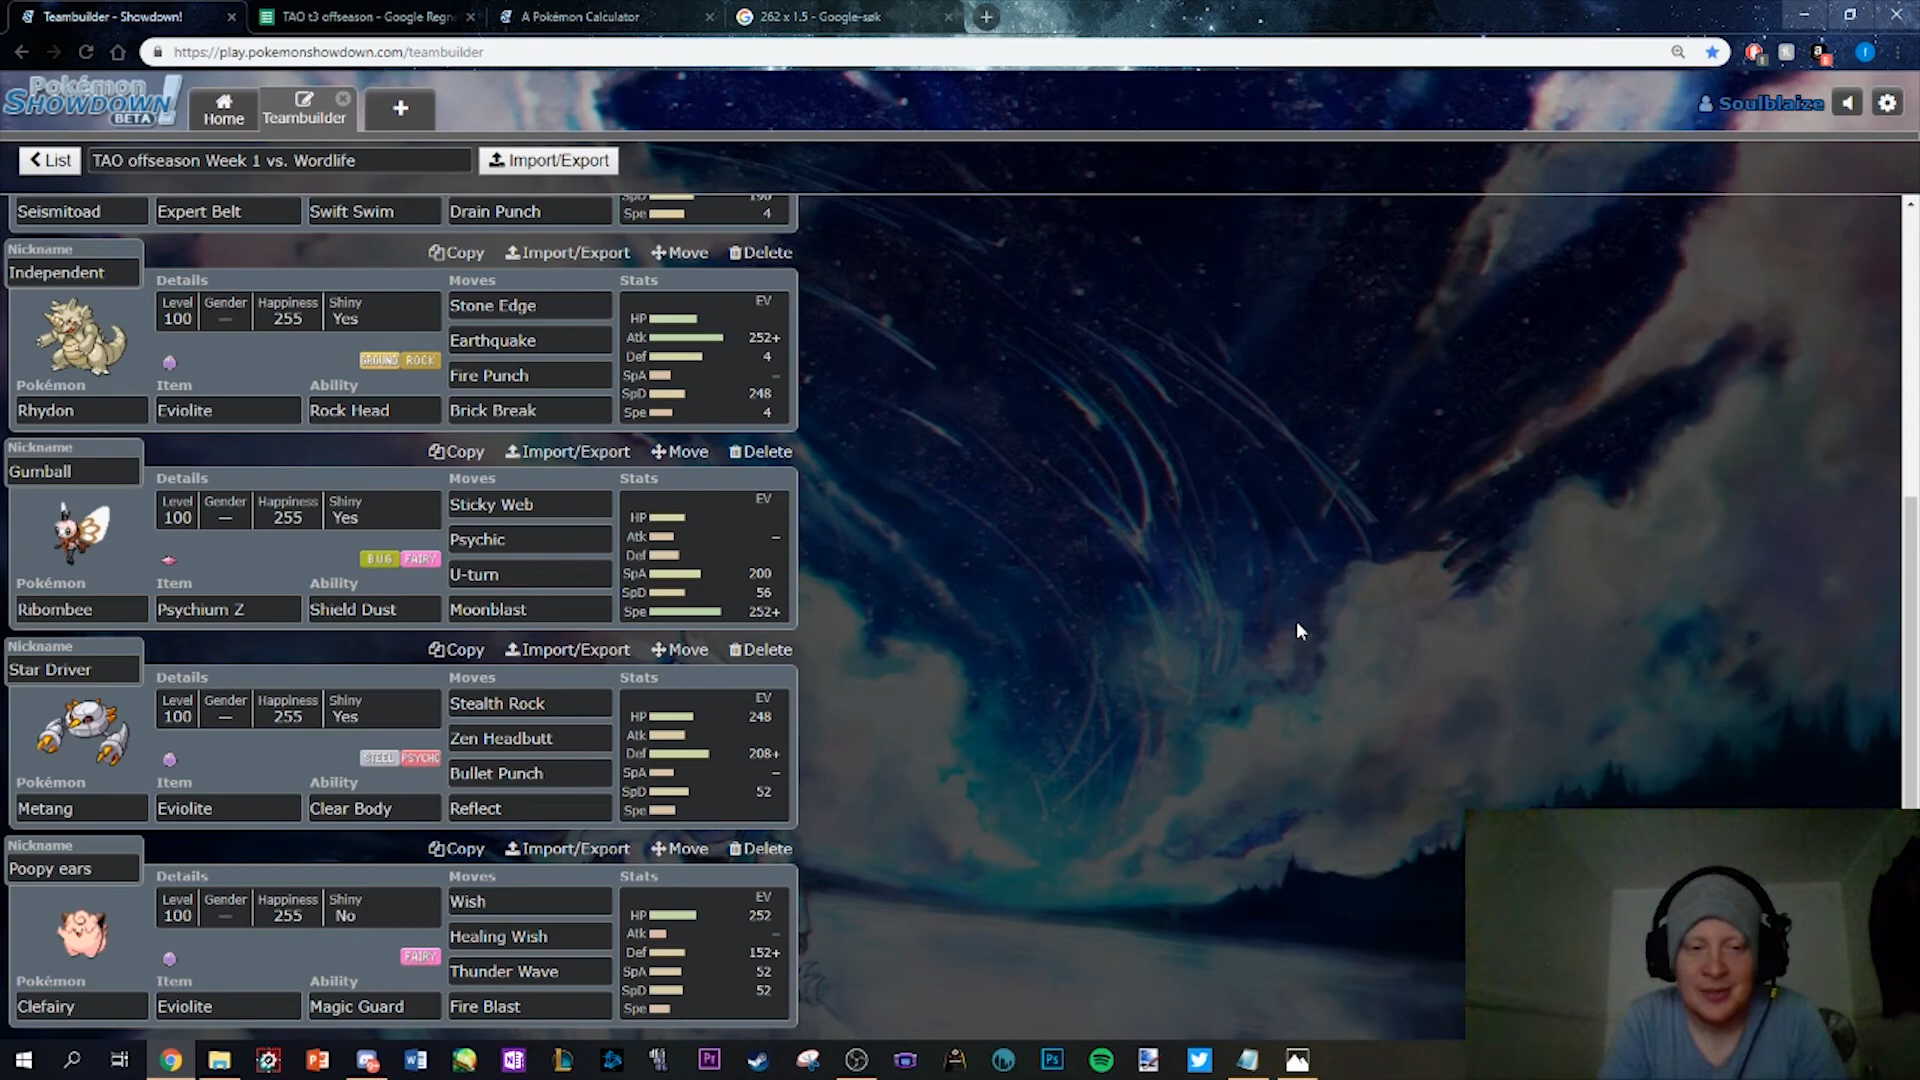 Teambuilder - Showdown!
TAO t3 offseason - Google Regn
A Pokémon Calculator
262 x 1.5 - Google-søk
https://play.pokemonshowdown.com/teambuilder
Pokémon
SHOWDOWN!
BETA
Home
Teambuilder
Soulblaize
List
TAO offseason Week 1 vs. Wordlife
Import/Export
Seismitoad Expert Belt Swift Swim Drain Punch
SpD 196
Spe 4
Nickname
Independent
Copy Import/Export Move Delete
Details Moves Stats
Level Gender Happiness Shiny
100 — 255 Yes
GROUND ROCK
Pokémon Item Ability
Rhydon Eviolite Rock Head
Stone Edge
Earthquake
Fire Punch
Brick Break
EV
HP
Atk 252+
Def 4
SpA –
SpD 248
Spe 4
Nickname
Gumball
Copy Import/Export Move Delete
Details Moves Stats
Level Gender Happiness Shiny
100 — 255 Yes
BUG FAIRY
Pokémon Item Ability
Ribombee Psychium Z Shield Dust
Sticky Web
Psychic
U-turn
Moonblast
EV
HP
Atk –
Def
SpA 200
SpD 56
Spe 252+
Nickname
Star Driver
Copy Import/Export Move Delete
Details Moves Stats
Level Gender Happiness Shiny
100 — 255 Yes
STEEL PSYCHC
Pokémon Item Ability
Metang Eviolite Clear Body
Stealth Rock
Zen Headbutt
Bullet Punch
Reflect
EV
HP 248
Atk
Def 208+
SpA –
SpD 52
Spe
Nickname
Poopy ears
Copy Import/Export Move Delete
Details Moves Stats
Level Gender Happiness Shiny
100 — 255 No
FAIRY
Pokémon Item Ability
Clefairy Eviolite Magic Guard
Wish
Healing Wish
Thunder Wave
Fire Blast
EV
HP 252
Atk –
Def 152+
SpA 52
SpD 52
Spe